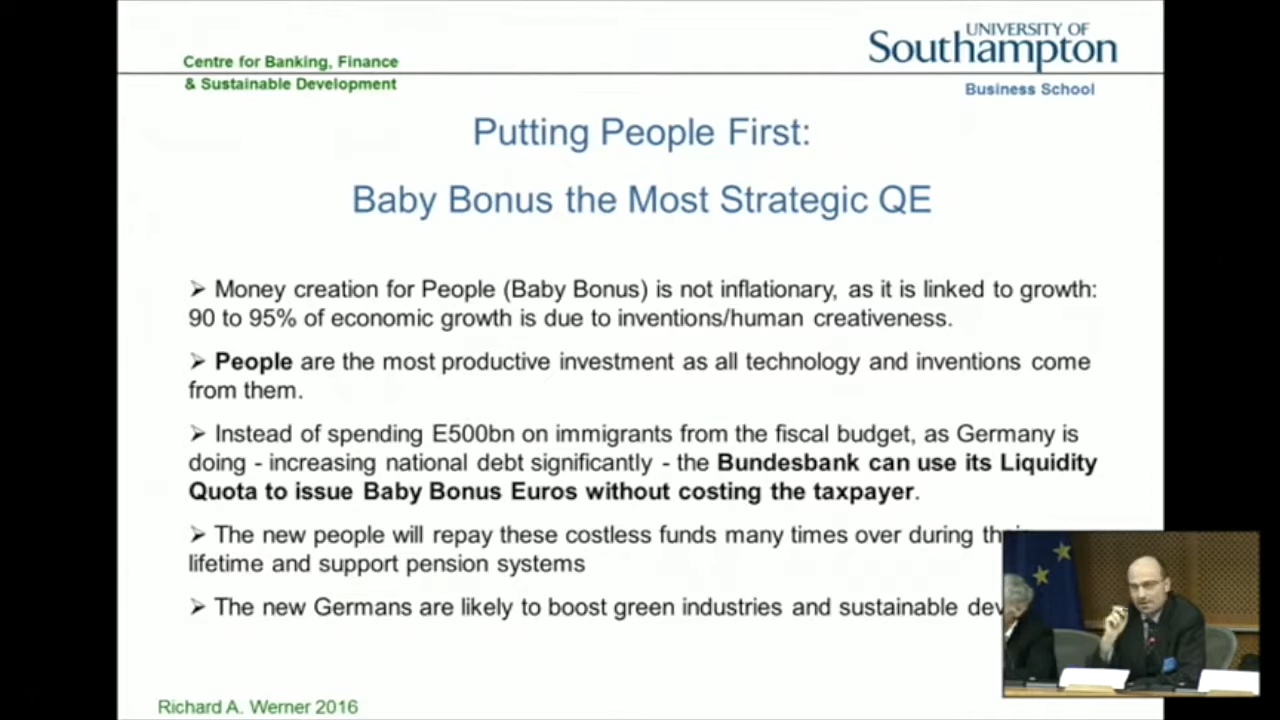 Centre for Banking, Finance
& Sustainable Development
UNIVERSITY OF
Southampton
Business School
Putting People First:
Baby Bonus the Most Strategic QE
➢ Money creation for People (Baby Bonus) is not inflationary, as it is linked to growth:
90 to 95% of economic growth is due to inventions/human creativeness.
➢ People are the most productive investment as all technology and inventions come
from them.
➢ Instead of spending E500bn on immigrants from the fiscal budget, as Germany is
doing - increasing national debt significantly - the Bundesbank can use its Liquidity
Quota to issue Baby Bonus Euros without costing the taxpayer.
➢ The new people will repay these costless funds many times over during
lifetime and support pension systems
➢ The new Germans are likely to boost green industries and sustainable
Richard A. Werner 2016